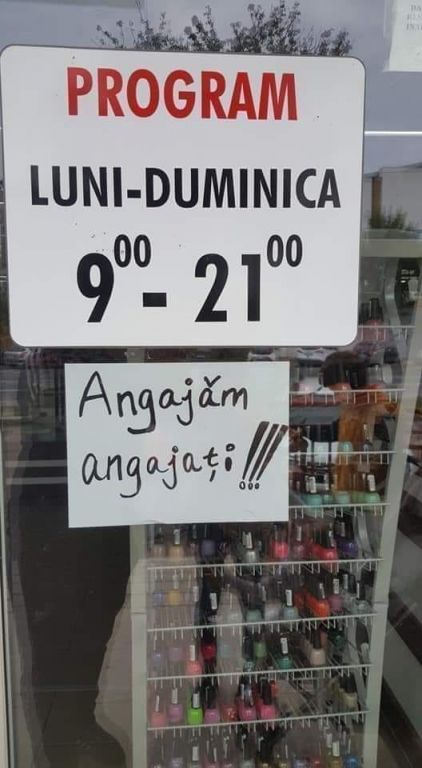 PROGRAM
LUNI-DUMINICA
9⁰⁰ - 21⁰⁰
Angajăm
angajați!!!